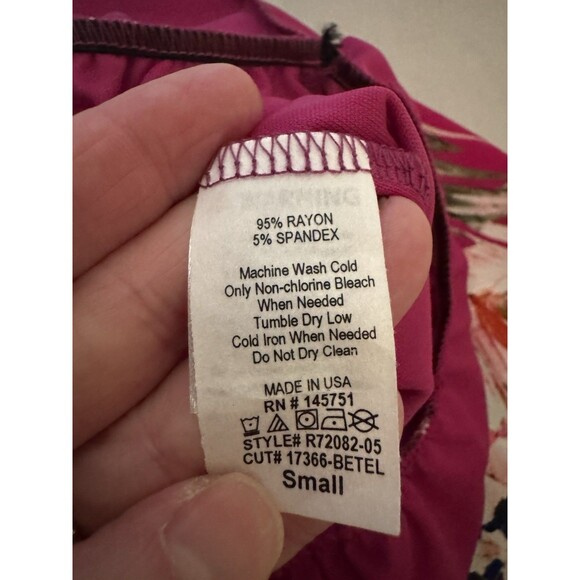 WARNING
95% RAYON
5% SPANDEX
Machine Wash Cold
Only Non-chlorine Bleach
When Needed
Tumble Dry Low
Cold Iron When Needed
Do Not Dry Clean
MADE IN USA
RN # 145751
STYLE# R72082-05
CUT# 17366-BETEL
Small